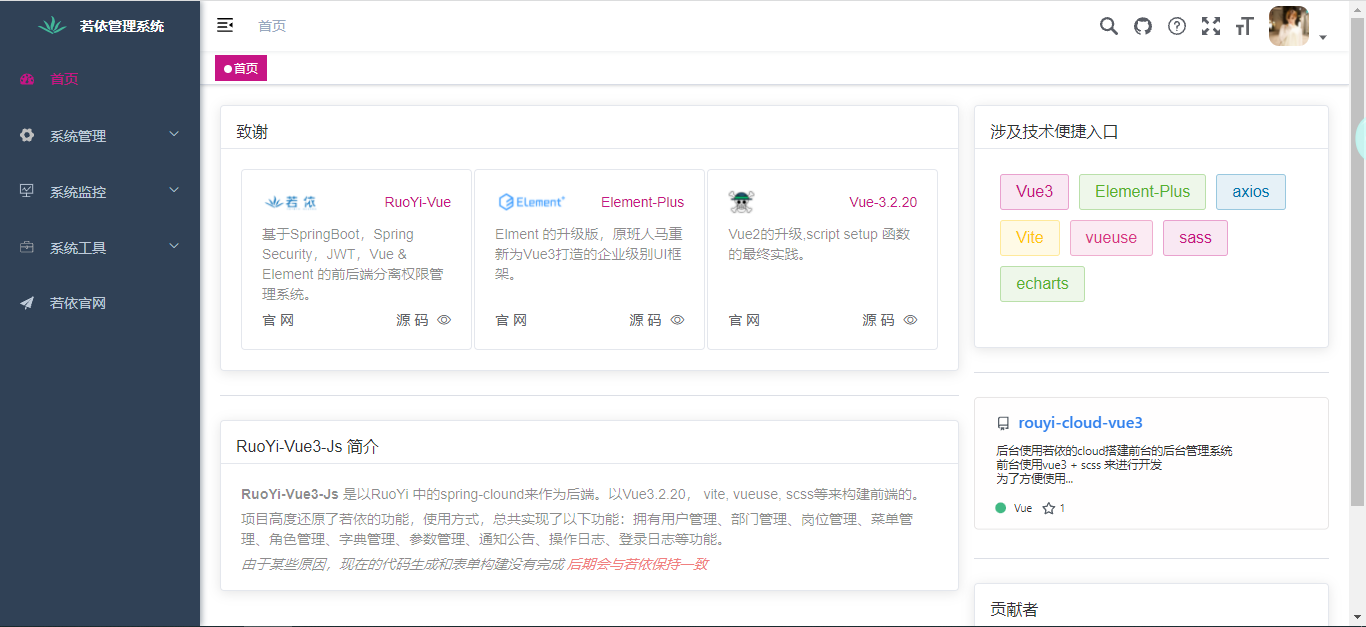 若依管理系统
首页
首页
系统管理
系统监控
系统工具
若依官网
首页
致谢
若依 RuoYi-Vue
基于SpringBoot，Spring
Security，JWT，Vue &
Element 的前后端分离权限管
理系统。
官 网 源 码
Element Element-Plus
Elment 的升级版，原班人马重
新为Vue3打造的企业级别UI框
架。
官 网 源 码
Vue-3.2.20
Vue2的升级,script setup 函数
的最终实践。
官 网 源 码
RuoYi-Vue3-Js 简介
RuoYi-Vue3-Js 是以RuoYi 中的spring-clound来作为后端。以Vue3.2.20， vite, vueuse, scss等来构建前端的。
项目高度还原了若依的功能，使用方式，总共实现了以下功能：拥有用户管理、部门管理、岗位管理、菜单管
理、角色管理、字典管理、参数管理、通知公告、操作日志、登录日志等功能。
由于某些原因，现在的代码生成和表单构建没有完成 后期会与若依保持一致
涉及技术便捷入口
Vue3 Element-Plus axios
Vite vueuse sass
echarts
rouyi-cloud-vue3
后台使用若依的cloud搭建前台的后台管理系统
前台使用vue3 + scss 来进行开发
为了方便使用...
Vue 1
贡献者